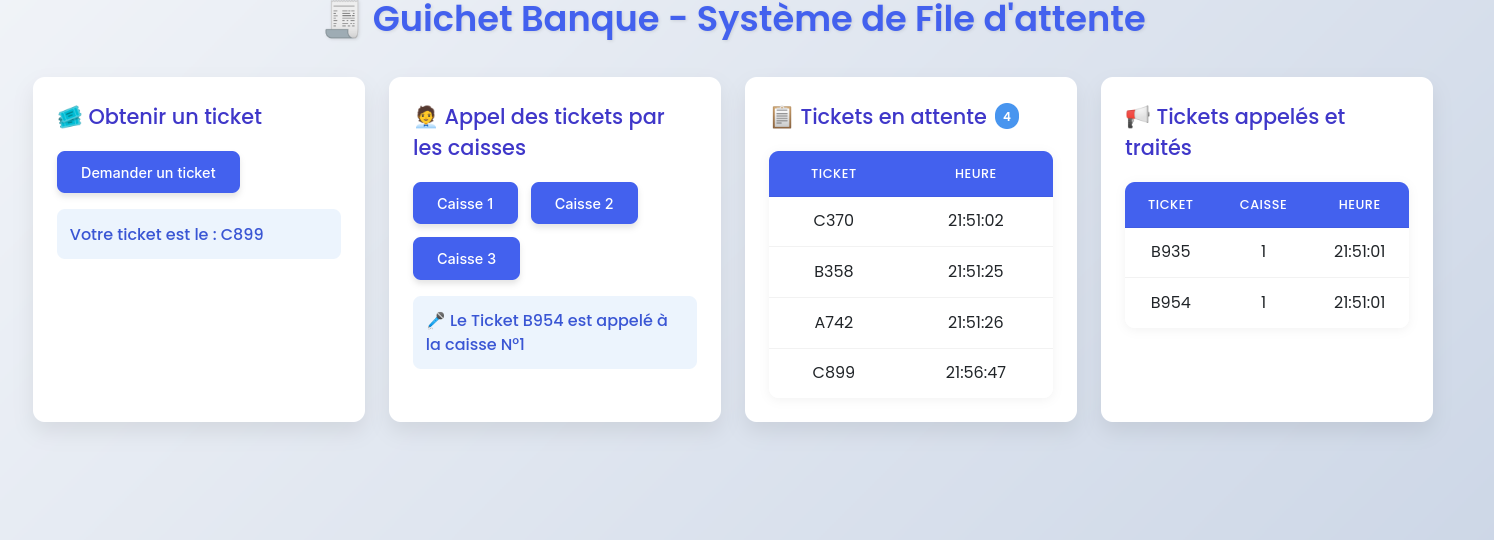 Guichet Banque - Système de File d'attente
Obtenir un ticket
Demander un ticket
Votre ticket est le : C899
Appel des tickets par
les caisses
Caisse 1
Caisse 2
Caisse 3
Le Ticket B954 est appelé à
la caisse N°1
Tickets en attente 4
TICKET HEURE
C370 21:51:02
B358 21:51:25
A742 21:51:26
C899 21:56:47
Tickets appelés et
traités
TICKET CAISSE HEURE
B935 1 21:51:01
B954 1 21:51:01